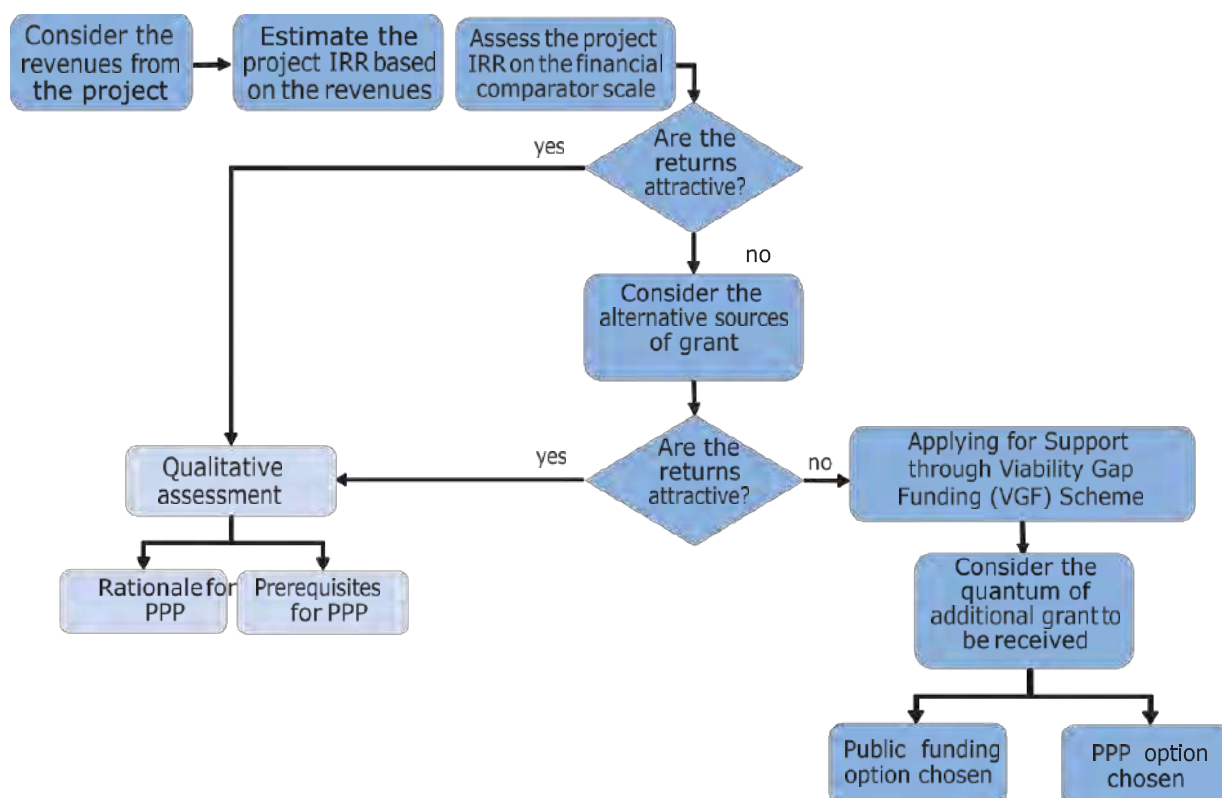 Consider the
revenues from
the project
Estimate the
project IRR based
on the revenues
Assess the project
IRR on the financial
comparator scale
Are the
returns
attractive?
yes
no
Consider the
alternative sources
of grant
Are the
returns
attractive?
yes
no
Qualitative
assessment
Rationale for
PPP
Prerequisites
for PPP
Applying for Support
through Viability Gap
Funding (VGF) Scheme
Consider the
quantum of
additional grant to
be received
Public funding
option chosen
PPP option
chosen